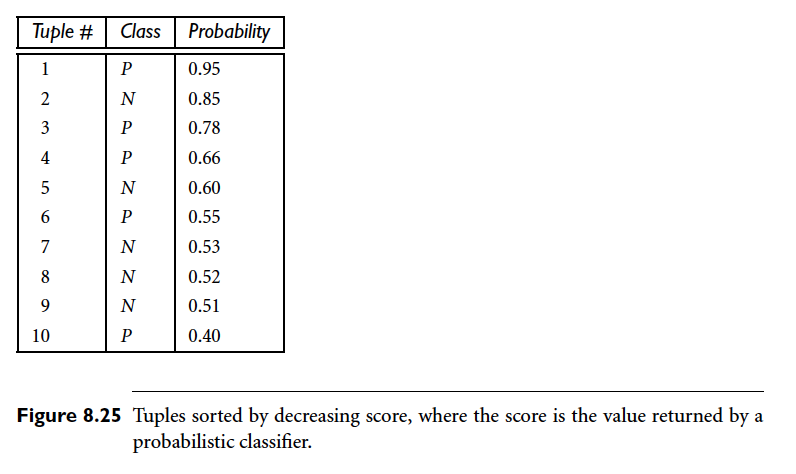 Tuple # Class Probability
1 P 0.95
2 N 0.85
3 P 0.78
4 P 0.66
5 N 0.60
6 P 0.55
7 N 0.53
8 N 0.52
9 N 0.51
10 P 0.40
Figure 8.25 Tuples sorted by decreasing score, where the score is the value returned by a
probabilistic classifier.